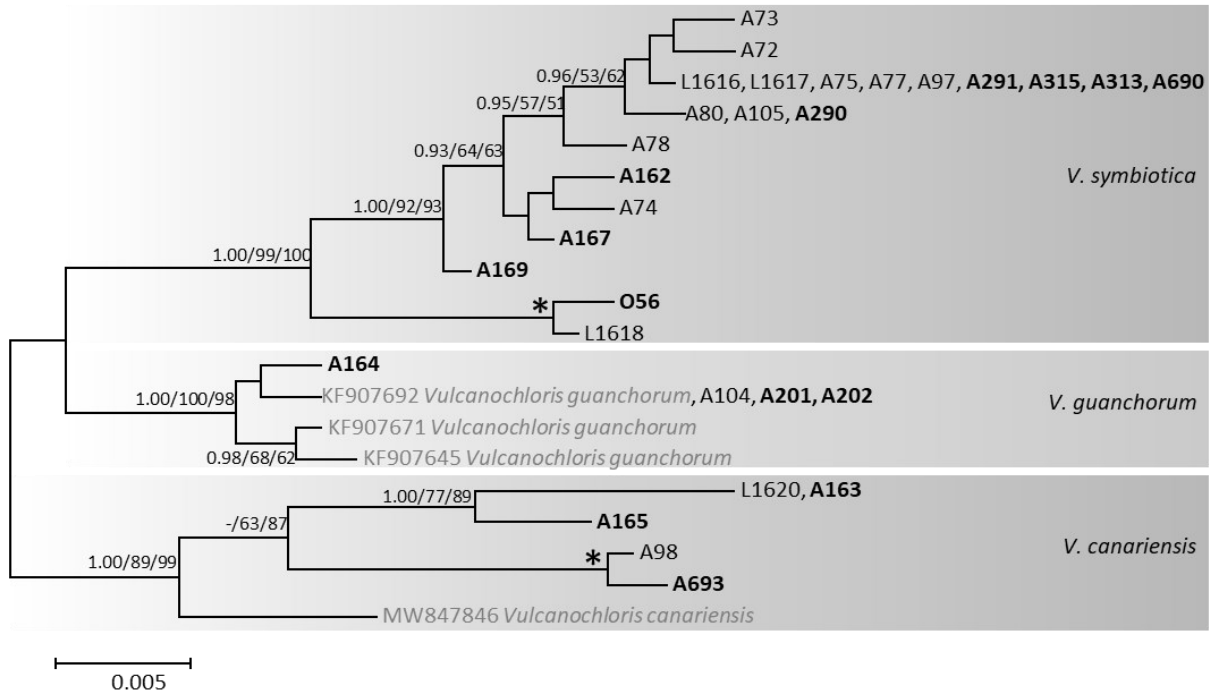 A73
A72
0.96/53/62
L1616, L1617, A75, A77, A97, A291, A315, A313, A690
0.95/57/51
A80, A105, A290
A78
0.93/64/63
A162
V. symbiotica
1.00/92/93
A74
A167
1.00/99/100
A169
* O56
L1618
A164
1.00/100/98
KF907692 Vulcanochloris guanchorum, A104, A201, A202
V. guanchorum
KF907671 Vulcanochloris guanchorum
0.98/68/62
KF907645 Vulcanochloris guanchorum
1.00/77/89
L1620, A163
-/63/87
A165
V. canariensis
* A98
1.00/89/99
A693
MW847846 Vulcanochloris canariensis
0.005